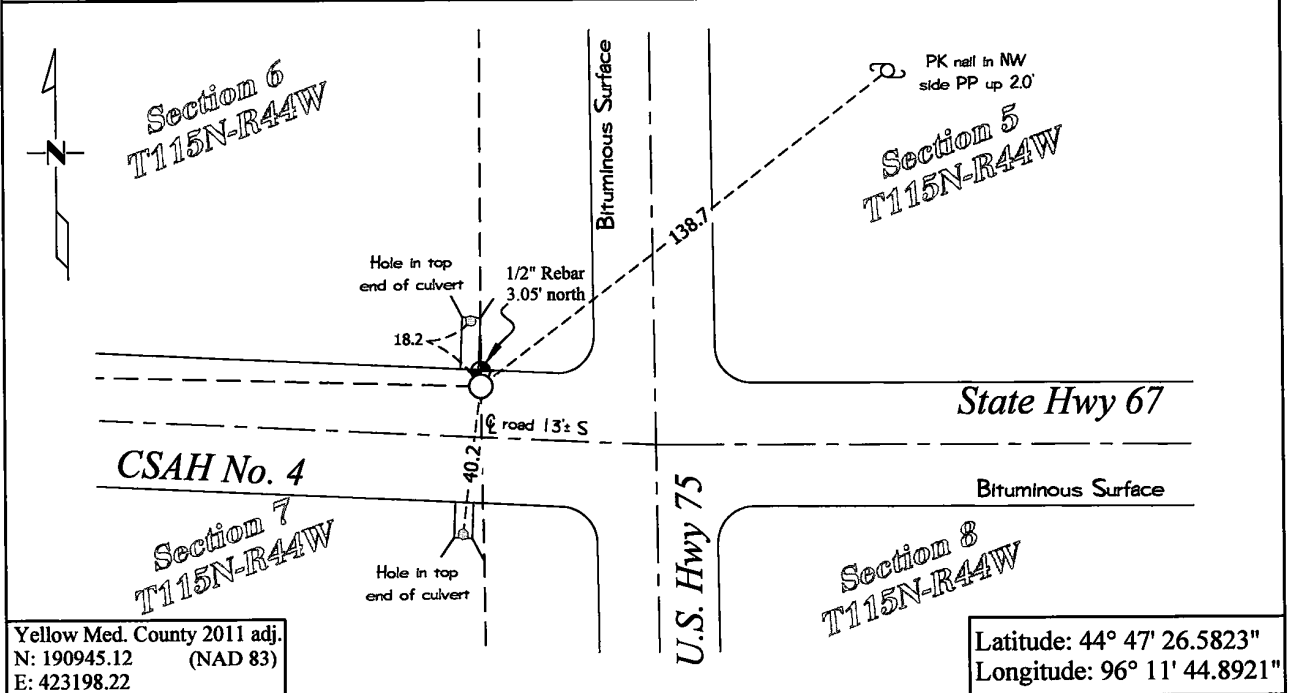 Section 6
T115N-R44W
N
Bituminous Surface
PK nail in NW
side PP up 2.0'
Section 5
T115N-R44W
138.7
Hole in top
end of culvert
1/2" Rebar
3.05' north
18.2
State Hwy 67
℄ road 13'± S
CSAH No. 4
40.2
U.S. Hwy 75
Bituminous Surface
Section 7
T115N-R44W
Hole in top
end of culvert
Section 8
T115N-R44W
Yellow Med. County 2011 adj.
N: 190945.12 (NAD 83)
E: 423198.22
Latitude: 44° 47' 26.5823"
Longitude: 96° 11' 44.8921"